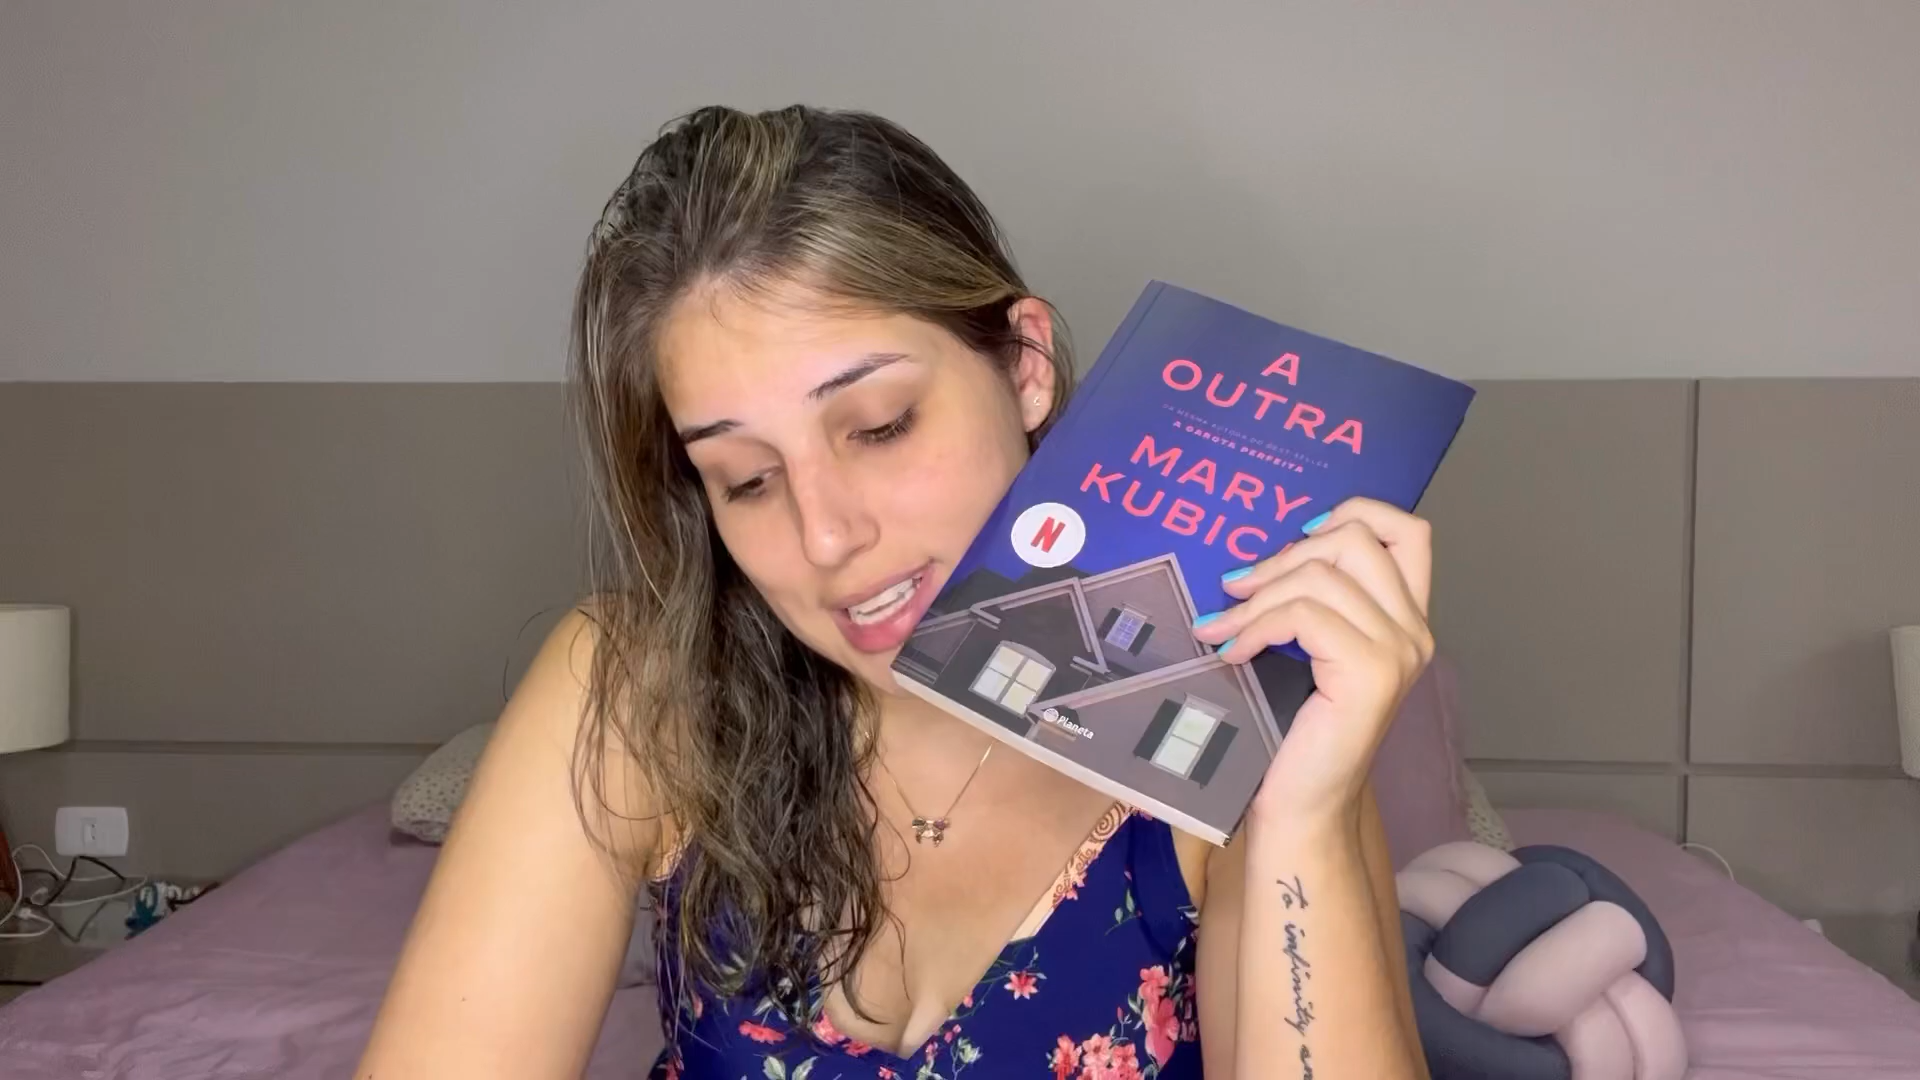 A
OUTRA
DA MESMA AUTORA DO BEST-SELLER
A GAROTA PERFEITA
MARY
KUBIC
N
Planeta
To infinity an